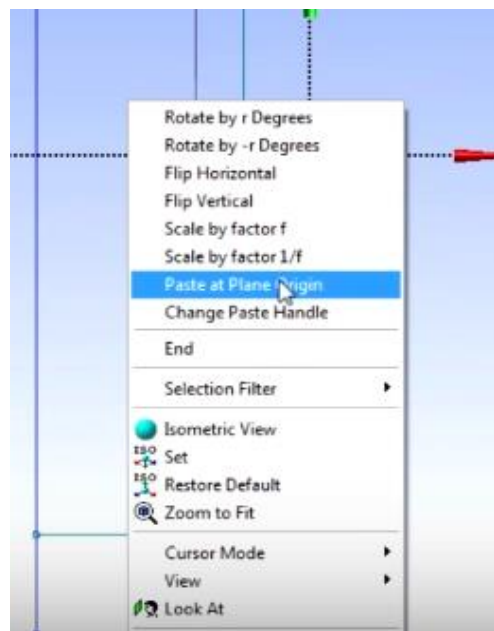 Rotate by r Degrees
Rotate by -r Degrees
Flip Horizontal
Flip Vertical
Scale by factor f
Scale by factor 1/f
Paste at Plane Origin
Change Paste Handle
End
Selection Filter
Isometric View
ISO Set
ISO Restore Default
Zoom to Fit
Cursor Mode
View
Look At